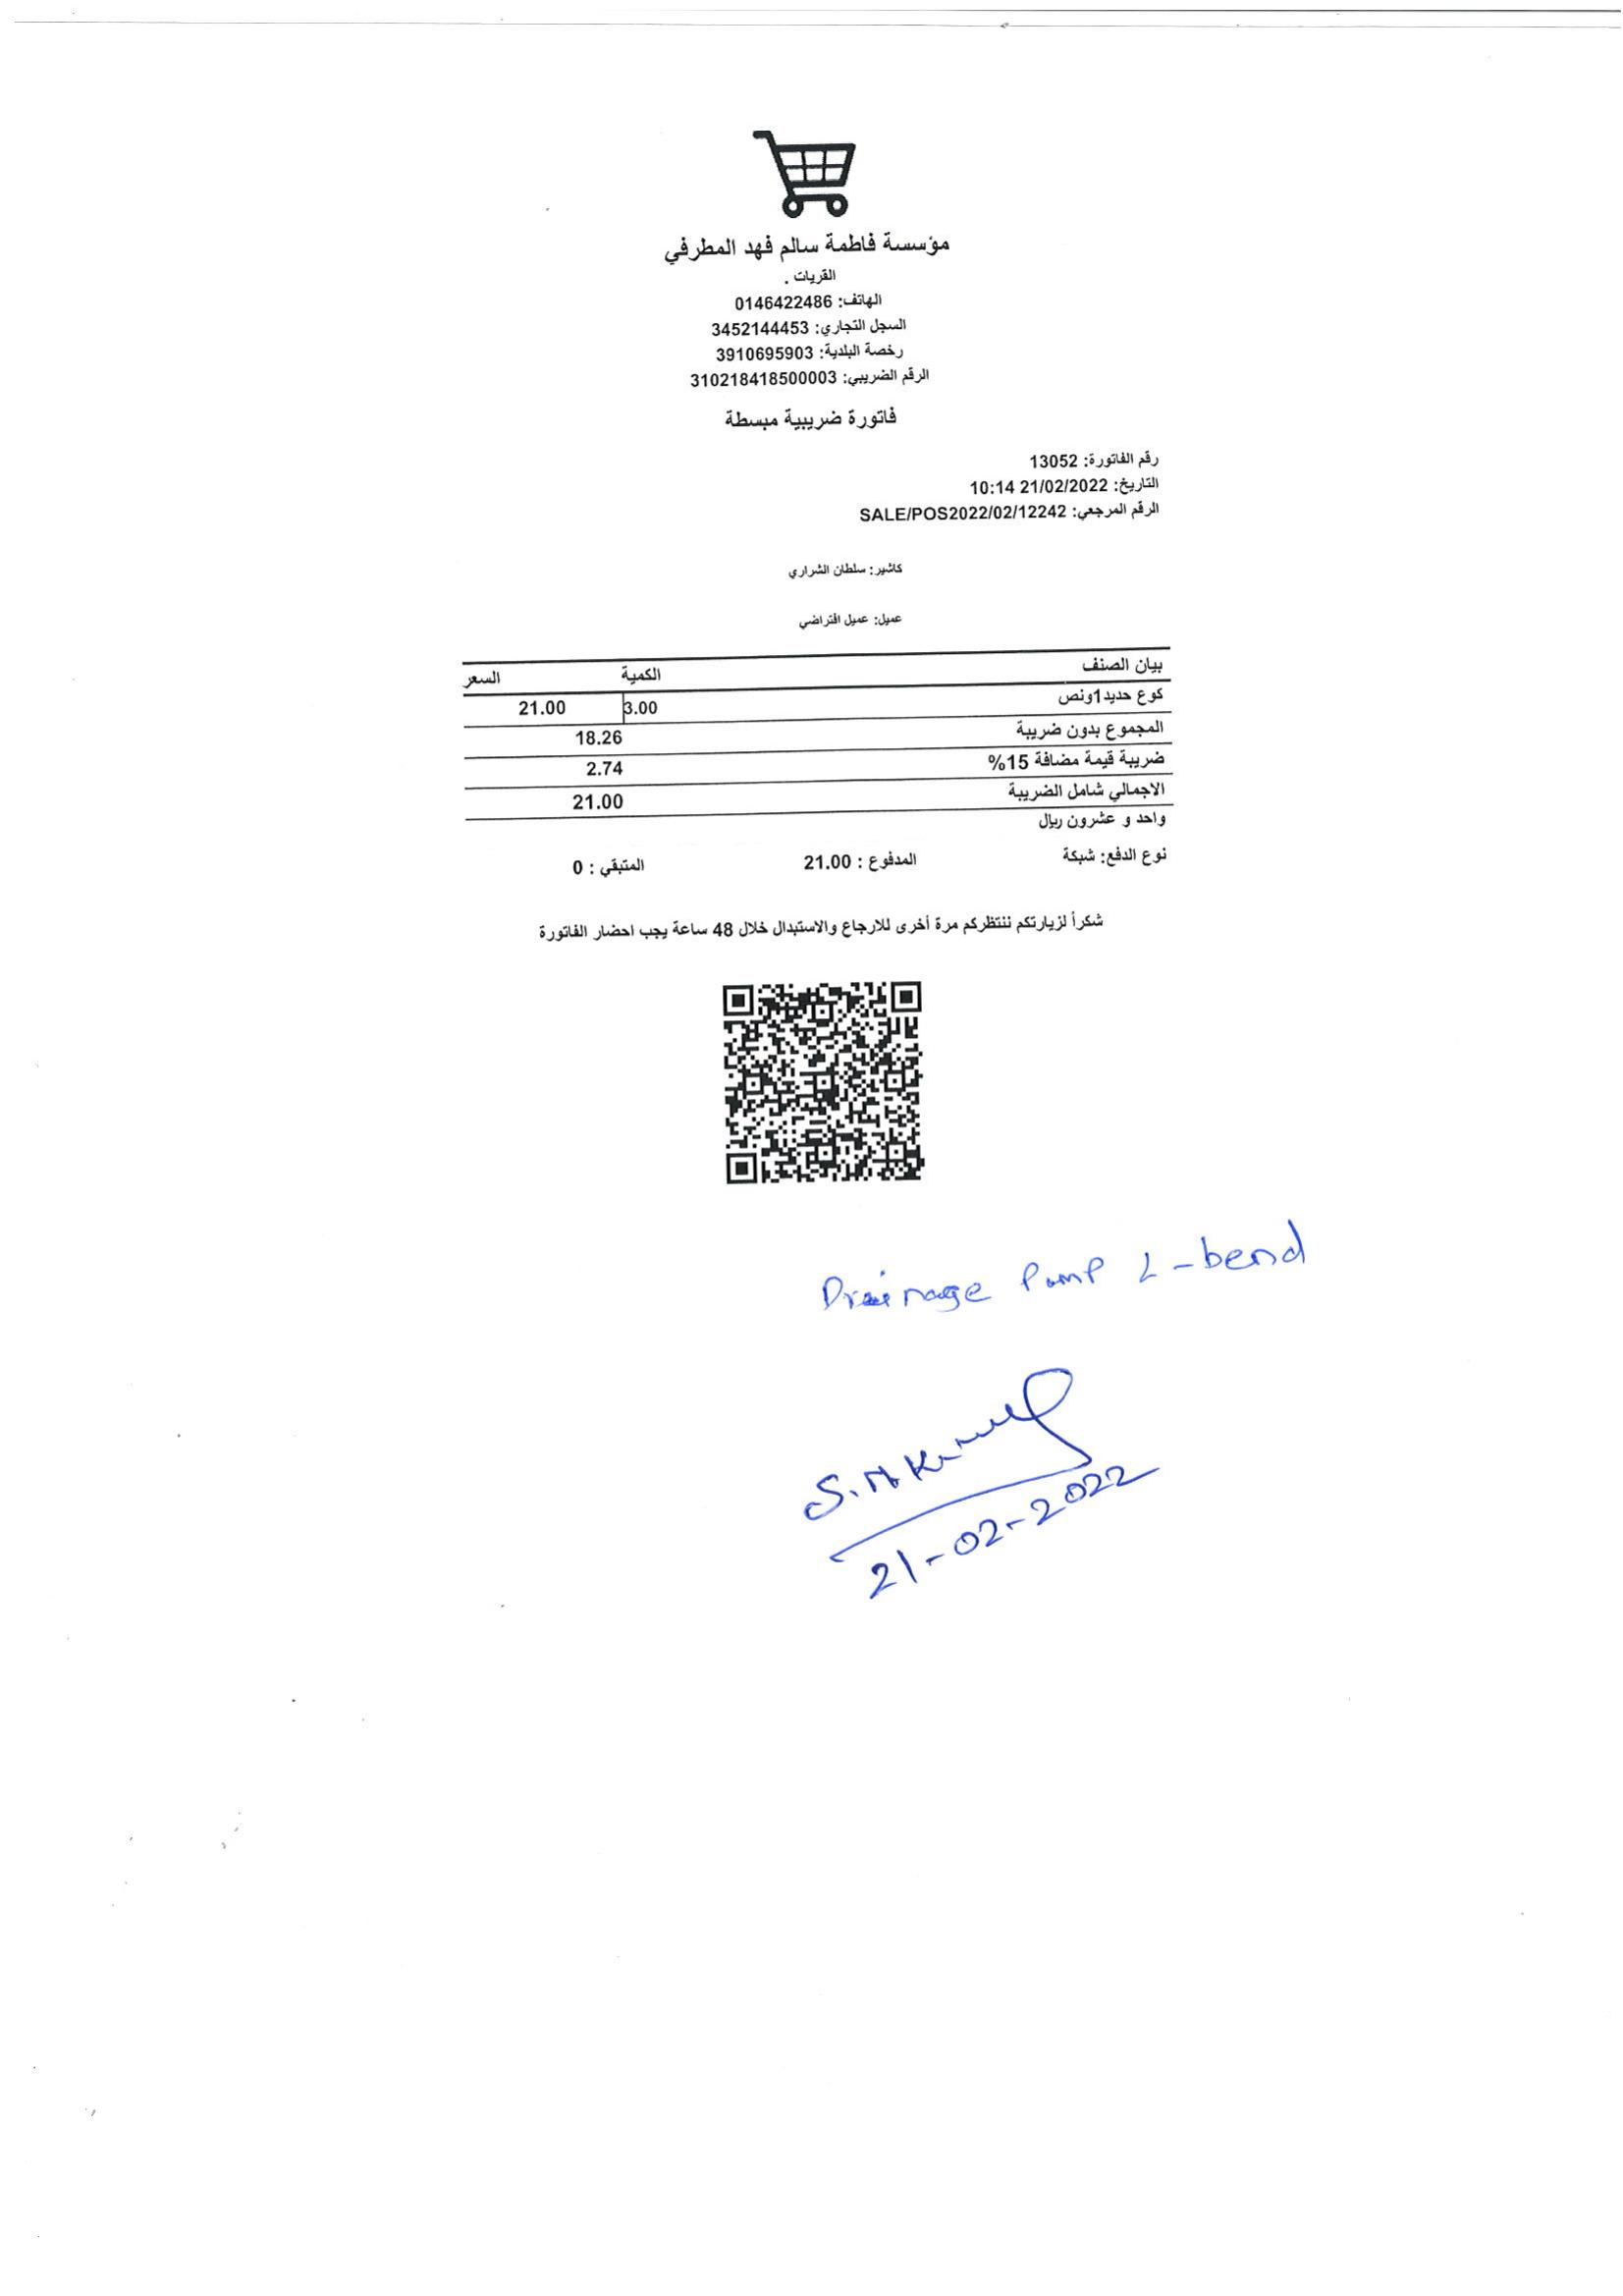 مؤسسة فاطمة سالم فهد المطرفي
القريات .
الهاتف: 0146422486
السجل التجاري: 3452144453
رخصة البلدية: 3910695903
الرقم الضريبي: 310218418500003
فاتورة ضريبية مبسطة
رقم الفاتورة: 13052
التاريخ: 21/02/2022 10:14
الرقم المرجعي: SALE/POS2022/02/12242
كاشير: سلطان الشراري
عميل: عميل افتراضي
بيان الصنف الكمية السعر
كوع حديد1ونص 3.00 21.00
المجموع بدون ضريبة 18.26
ضريبة قيمة مضافة 15% 2.74
الاجمالي شامل الضريبة 21.00
واحد و عشرون ريال
نوع الدفع: شبكة المدفوع : 21.00 المتبقي : 0
شكراً لزيارتكم ننتظركم مرة أخرى للارجاع والاستبدال خلال 48 ساعة يجب احضار الفاتورة
Drainage Pump L-bend
21-02-2022